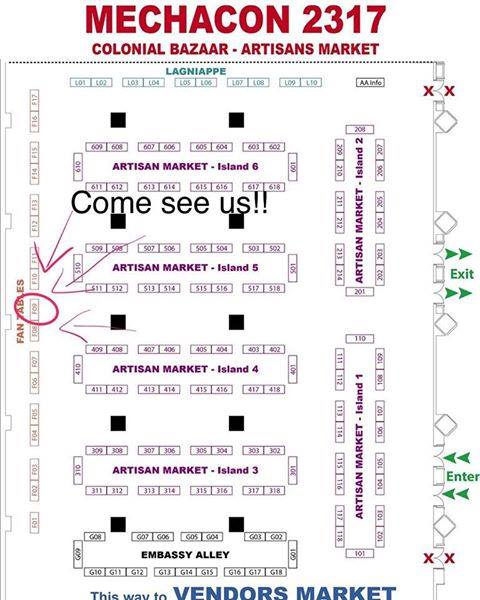 MECHACON 2317
COLONIAL BAZAAR - ARTISANS MARKET
LAGNIAPPE
L01 L02 L03 L04 L05 L06 L07 L08 L09 L10 AA Info
X X
F17
F16
F15
F14
F13
F12
F11
F10
F09
F08
F07
F06
F05
F04
F03
F02
F01
FAN TABLES
609 608 607 606 605 604 603 602
610 ARTISAN MARKET - Island 6 601
611 612 613 614 615 616 617 618
Come see us!!
509 508 507 506 505 504 503 502
510 ARTISAN MARKET - Island 5 501
511 512 513 514 515 516 517 518
409 408 407 406 405 404 403 402
410 ARTISAN MARKET - Island 4 401
411 412 413 414 415 416 417 418
309 308 307 306 305 304 303 302
310 ARTISAN MARKET - Island 3 301
311 312 313 314 315 316 317 318
208
209 207
210 206
211 205
212 204
213 203
214 202
ARTISAN MARKET - Island 2
201
Exit
110
111 109
112 108
113 107
114 106
115 105
116 104
117 103
118 102
ARTISAN MARKET - Island 1
101
Enter
X X
G08 G07 G06 G05 G04 G03 G02
G09 EMBASSY ALLEY G01
G10 G11 G12 G13 G14 G15 G16 G17 G18
This way to VENDORS MARKET